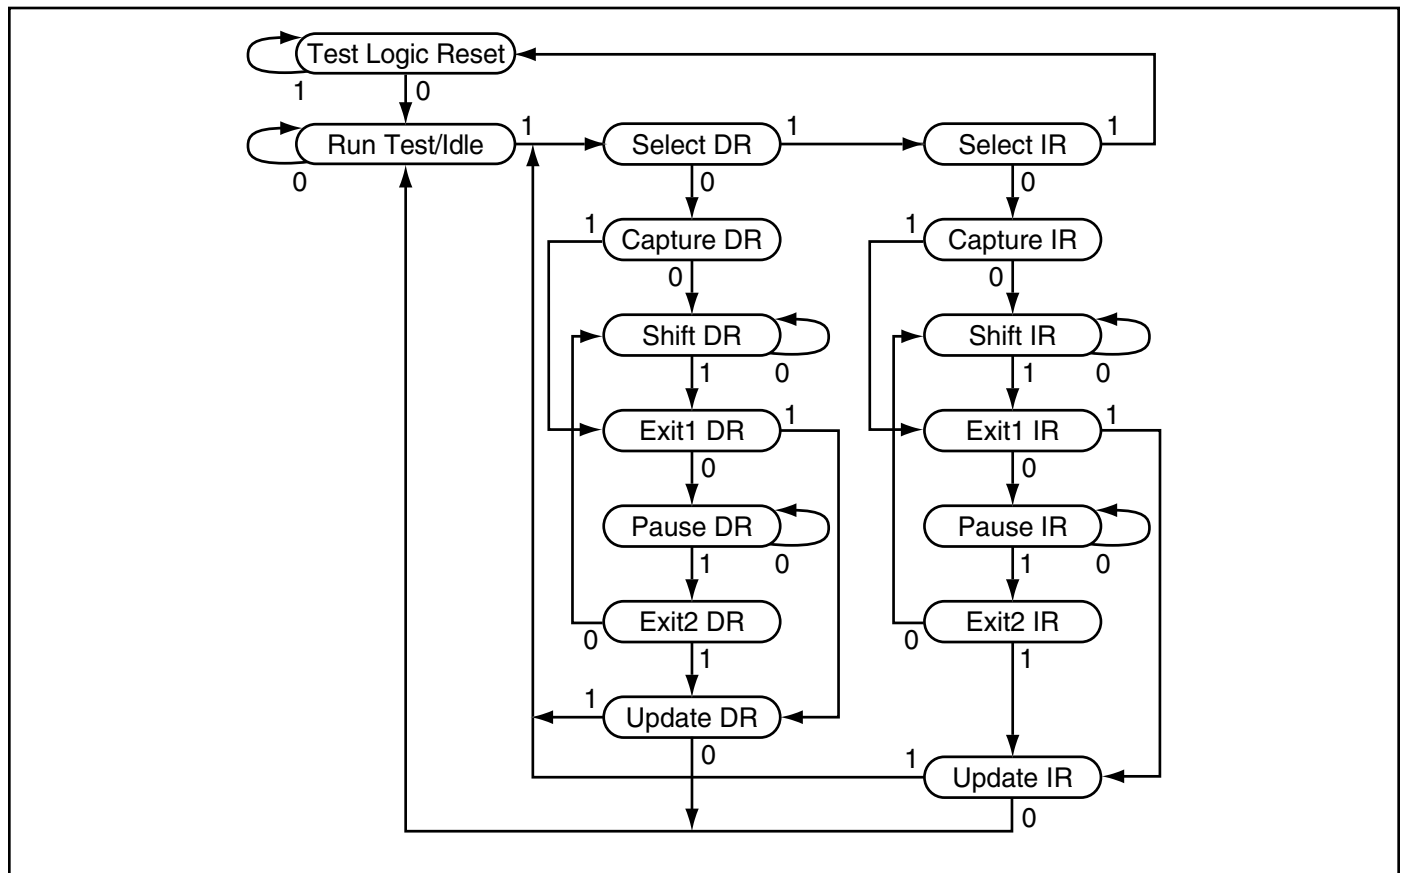 Test Logic Reset
1 0
Run Test/Idle 1 Select DR 1 Select IR 1
0 0 0
1 Capture DR 1 Capture IR
0 0
Shift DR Shift IR
1 0 1 0
Exit1 DR 1 Exit1 IR 1
0 0
Pause DR Pause IR
1 0 1 0
Exit2 DR Exit2 IR
0 1 0 1
1 Update DR
0 1 Update IR
0